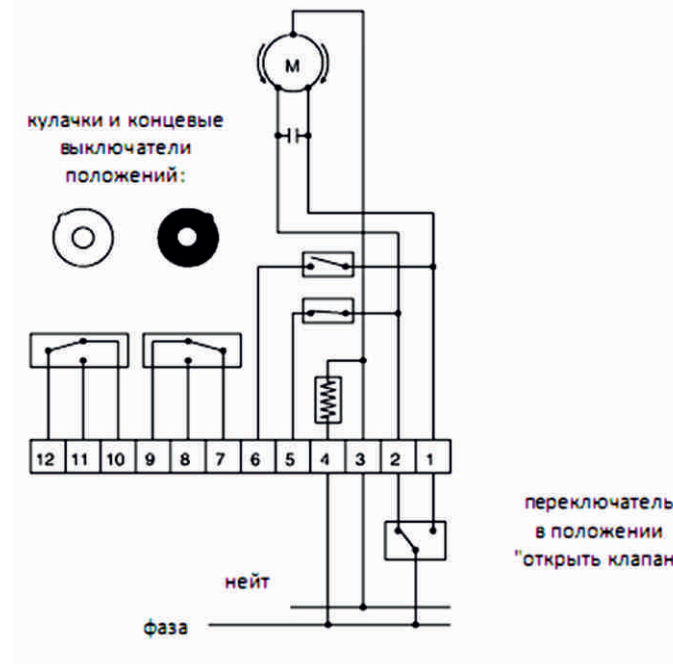 M
кулачки и концевые
выключатели
положений:
12 11 10 9 8 7 6 5 4 3 2 1
переключатель
в положении
"открыть клапан
нейт
фаза